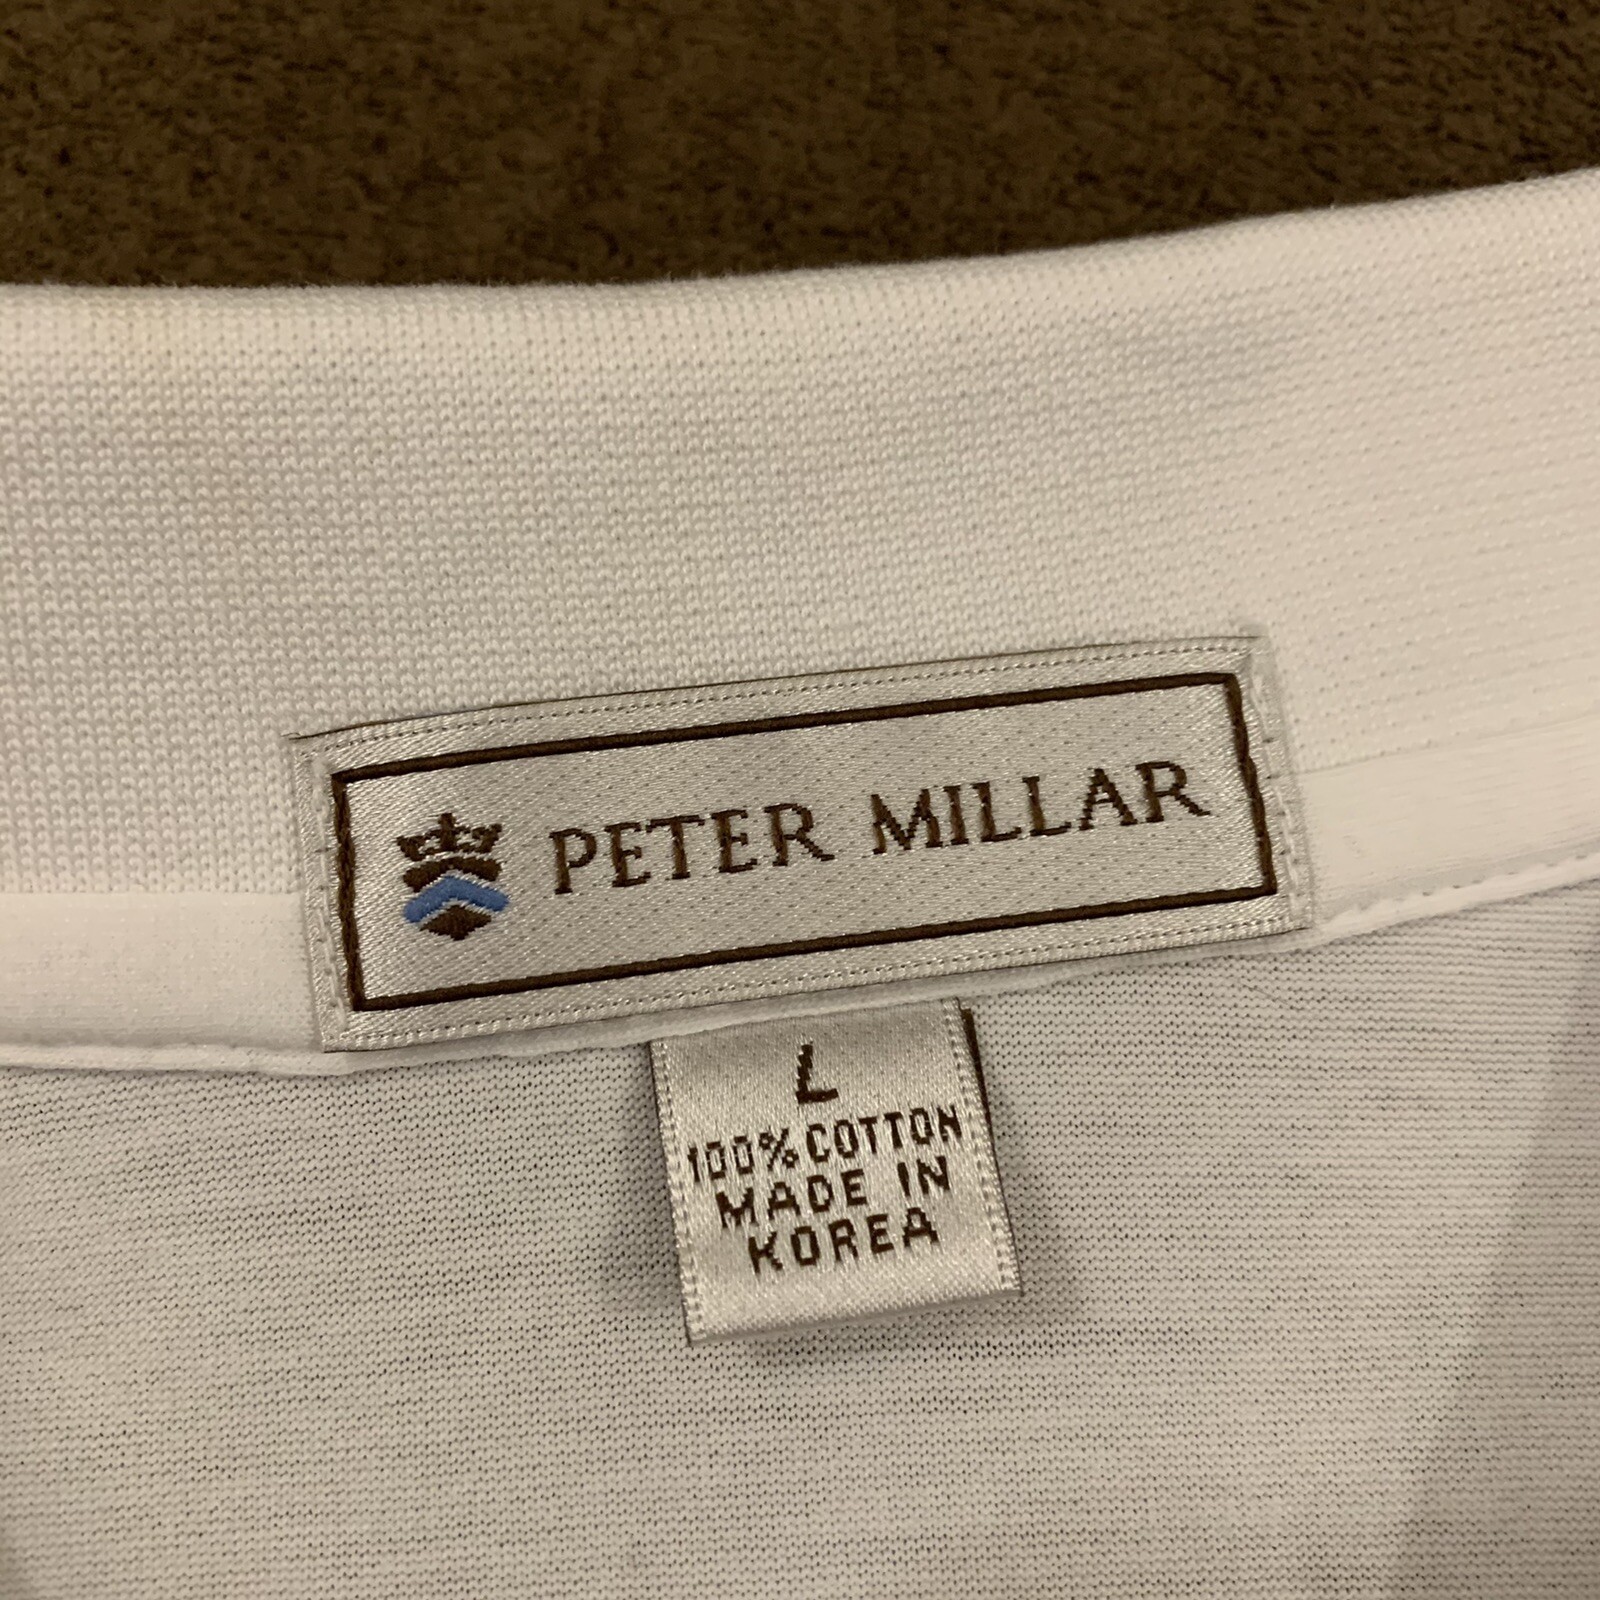 PETER MILLAR
L
100% COTTON
MADE IN
KOREA